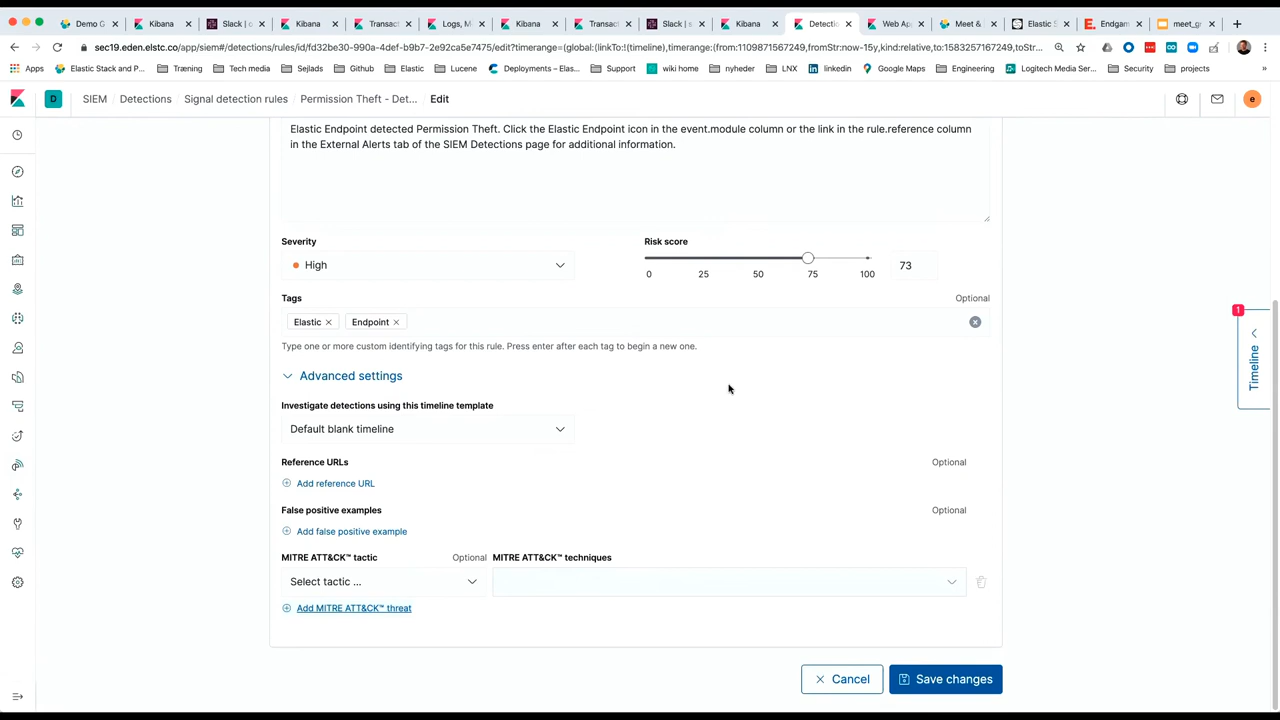 Demo G
Kibana
Slack | c
Kibana
Transact
Logs, M
Kibana
Transac
Slack | s
Kibana
Detectio
Web Ap
Meet &
Elastic S
Endgam
meet_gr
sec19.eden.elstc.co/app/siem#/detections/rules/id/fd32be30-990a-4def-b9b7-2e92ca5e7475/edit?timerange=(global:(linkTo:!(timeline),timerange:(from:1109871567249,fromStr:now-15y,kind:relative,to:1583257167249,toStr...
Apps
Elastic Stack and P...
Træning
Tech media
Sejlads
Github
Elastic
Lucene
Deployments – Elas...
Support
wiki home
nyheder
LNX
linkedin
Google Maps
Engineering
Logitech Media Ser...
Security
projects
»
D
SIEM / Detections / Signal detection rules / Permission Theft - Det... / Edit
e
Elastic Endpoint detected Permission Theft. Click the Elastic Endpoint icon in the event.module column or the link in the rule.reference column
in the External Alerts tab of the SIEM Detections page for additional information.
Severity
Risk score
High
0 25 50 75 100
73
Tags
Optional
Elastic
Endpoint
Type one or more custom identifying tags for this rule. Press enter after each tag to begin a new one.
Advanced settings
Investigate detections using this timeline template
Default blank timeline
Reference URLs
Optional
Add reference URL
False positive examples
Optional
Add false positive example
MITRE ATT&CK™ tactic
Optional
MITRE ATT&CK™ techniques
Select tactic ...
Add MITRE ATT&CK™ threat
Cancel
Save changes
1
Timeline